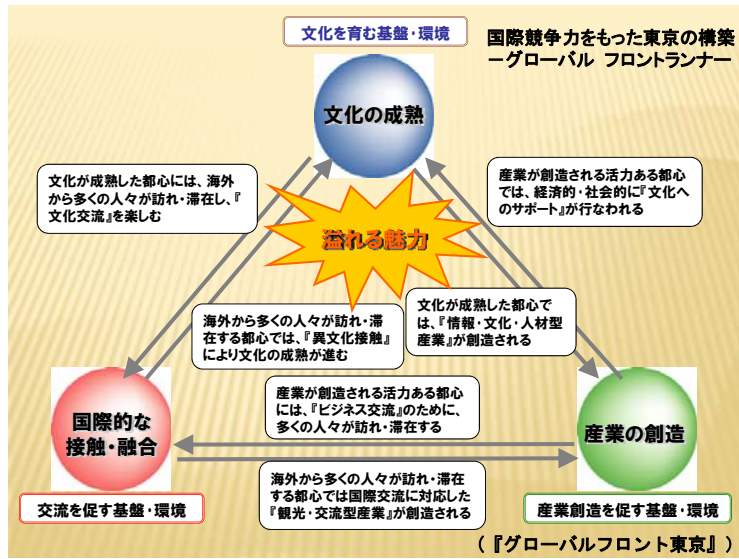 文化を育む基盤・環境
国際競争力をもった東京の構築
－グローバル フロントランナー
文化の成熟
文化が成熟した都心には、海外
から多くの人々が訪れ・滞在し、『
文化交流』を楽しむ
産業が創造される活力ある都心
では、経済的・社会的に『文化へ
のサポート』が行なわれる
溢れる魅力
海外から多くの人々が訪れ・滞
在する都心では、『異文化接触』
により文化の成熟が進む
文化が成熟した都心で
は、『情報・文化・人材型
産業』が創造される
産業が創造される活力ある都心
には、『ビジネス交流』のために、
多くの人々が訪れ・滞在する
国際的な
接触・融合
産業の創造
海外から多くの人々が訪れ・滞在
する都心では国際交流に対応した
『観光・交流型産業』が創造される
交流を促す基盤・環境
産業創造を促す基盤・環境
(『グローバルフロント東京』)